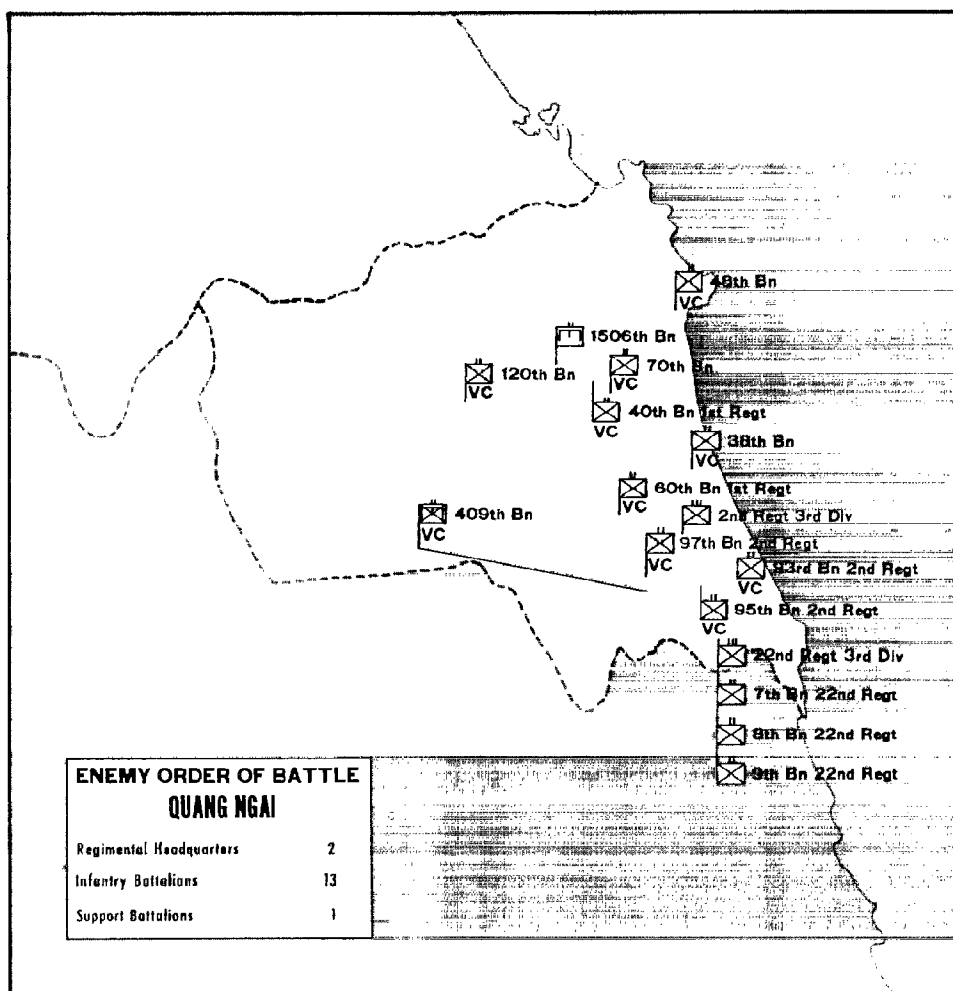 48th Bn
VC
1506th Bn
70th Bn
VC
120th Bn
VC
40th Bn 1st Regt
VC
38th Bn
VC
60th Bn 1st Regt
VC
409th Bn
VC
2nd Regt 3rd Div
97th Bn 2nd Regt
93rd Bn 2nd Regt
VC
95th Bn 2nd Regt
VC
22nd Regt 3rd Div
7th Bn 22nd Regt
8th Bn 22nd Regt
9th Bn 22nd Regt
ENEMY ORDER OF BATTLE
QUANG NGAI
Regimental Headquarters 2
Infantry Battalions 13
Support Battalions 1